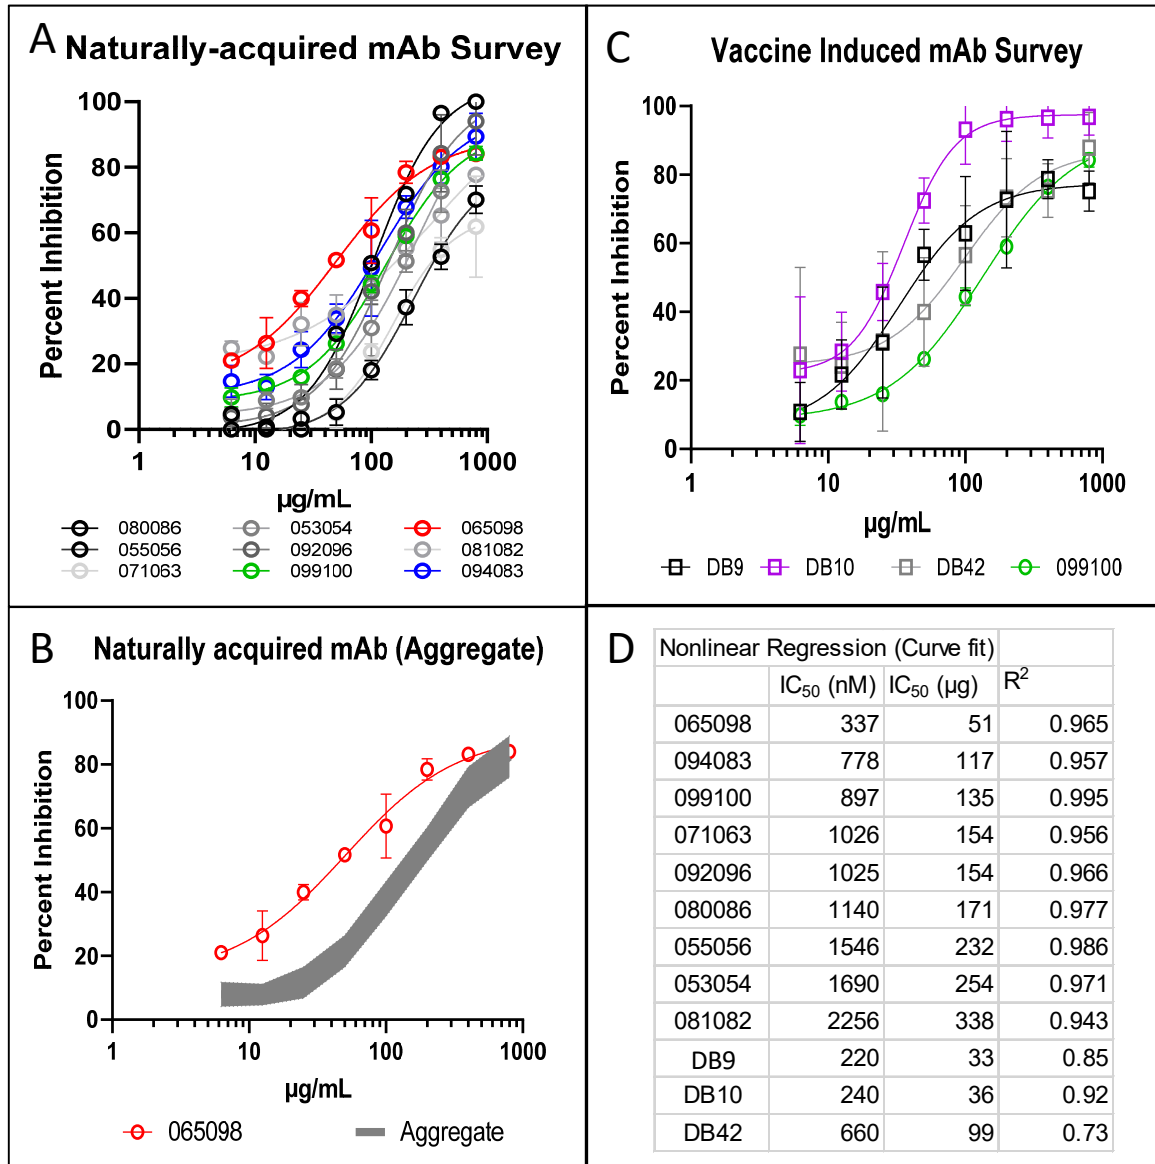 A Naturally-acquired mAb Survey
Percent Inhibition
100
80
60
40
20
0
1 10 100 1000
µg/mL
080086 053054 065098
055056 092096 081082
071063 099100 094083
C Vaccine Induced mAb Survey
Percent Inhibition
100
80
60
40
20
0
1 10 100 1000
µg/mL
DB9 DB10 DB42 099100
B Naturally acquired mAb (Aggregate)
Percent Inhibition
100
80
60
40
20
0
1 10 100 1000
µg/mL
065098 Aggregate
D Nonlinear Regression (Curve fit)
IC50 (nM) IC50 (µg) R2
065098 337 51 0.965
094083 778 117 0.957
099100 897 135 0.995
071063 1026 154 0.956
092096 1025 154 0.966
080086 1140 171 0.977
055056 1546 232 0.986
053054 1690 254 0.971
081082 2256 338 0.943
DB9 220 33 0.85
DB10 240 36 0.92
DB42 660 99 0.73